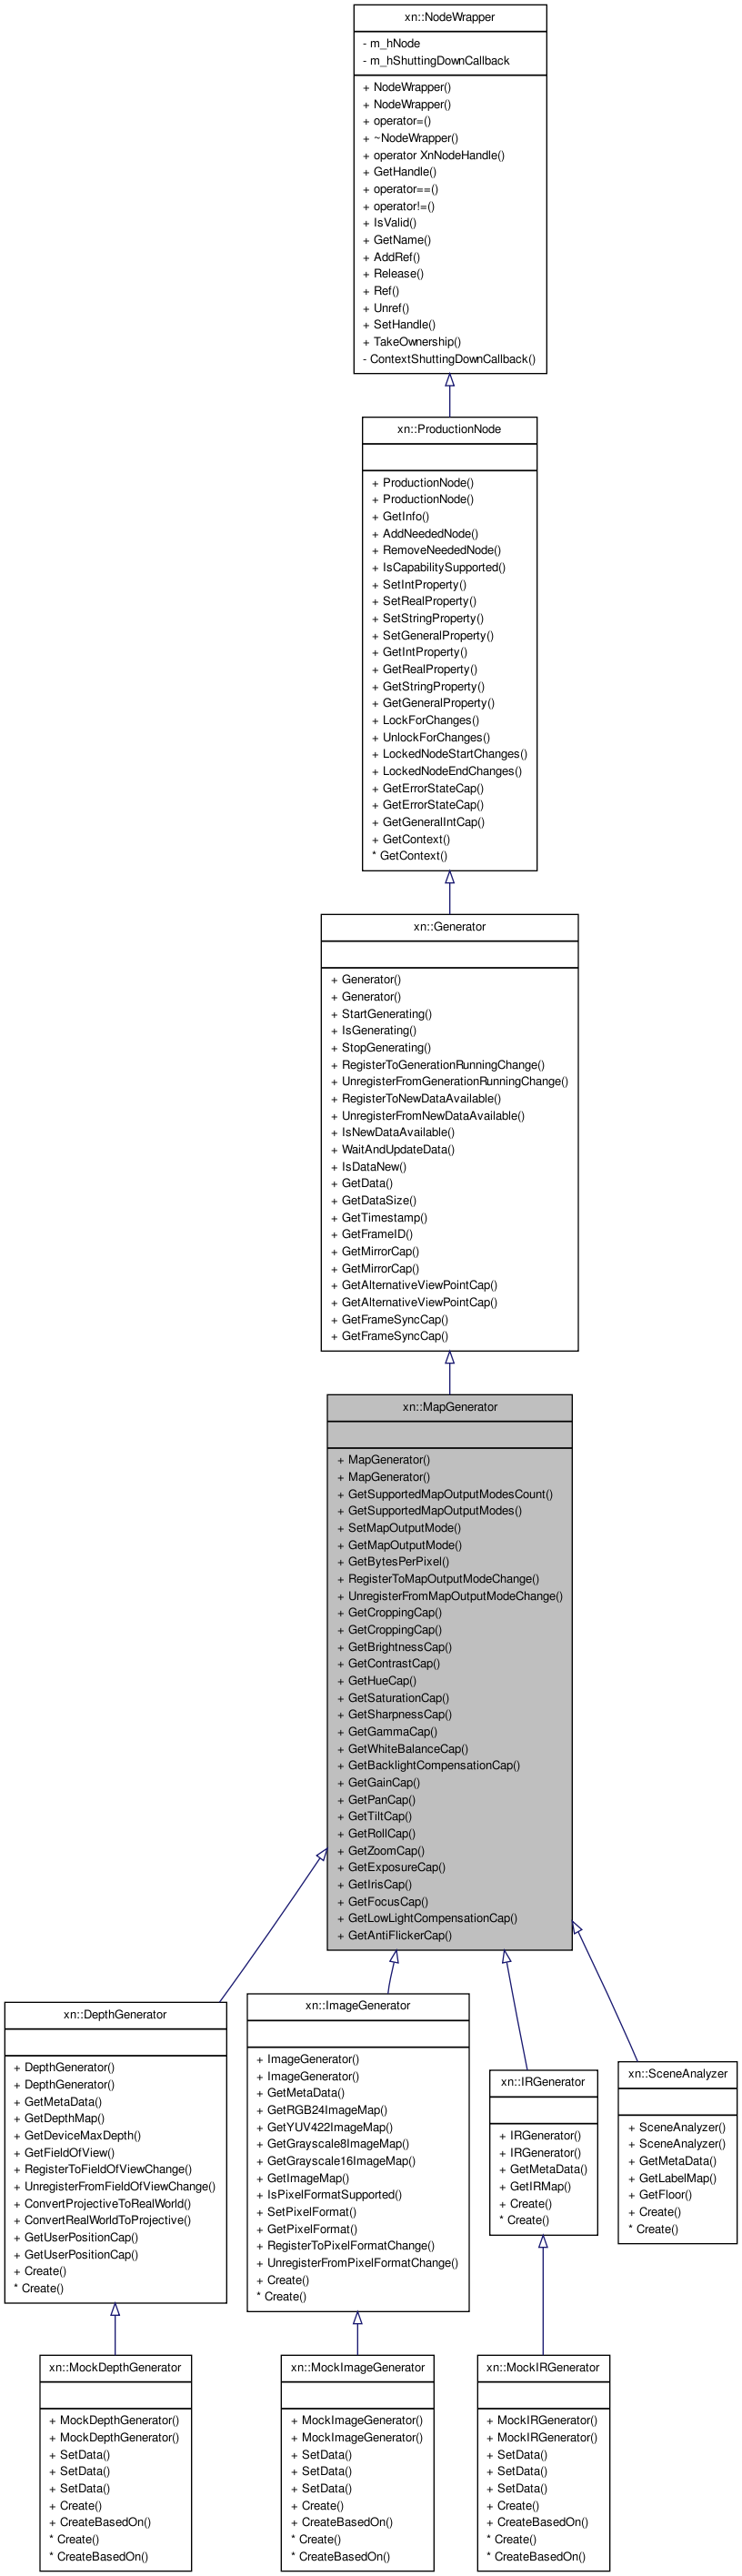 xn::NodeWrapper
- m_hNode
- m_hShuttingDownCallback
+ NodeWrapper()
+ NodeWrapper()
+ operator=()
+ ~NodeWrapper()
+ operator XnNodeHandle()
+ GetHandle()
+ operator==()
+ operator!=()
+ IsValid()
+ GetName()
+ AddRef()
+ Release()
+ Ref()
+ Unref()
+ SetHandle()
+ TakeOwnership()
- ContextShuttingDownCallback()
xn::ProductionNode
+ ProductionNode()
+ ProductionNode()
+ GetInfo()
+ AddNeededNode()
+ RemoveNeededNode()
+ IsCapabilitySupported()
+ SetIntProperty()
+ SetRealProperty()
+ SetStringProperty()
+ SetGeneralProperty()
+ GetIntProperty()
+ GetRealProperty()
+ GetStringProperty()
+ GetGeneralProperty()
+ LockForChanges()
+ UnlockForChanges()
+ LockedNodeStartChanges()
+ LockedNodeEndChanges()
+ GetErrorStateCap()
+ GetErrorStateCap()
+ GetGeneralIntCap()
+ GetContext()
* GetContext()
xn::Generator
+ Generator()
+ Generator()
+ StartGenerating()
+ IsGenerating()
+ StopGenerating()
+ RegisterToGenerationRunningChange()
+ UnregisterFromGenerationRunningChange()
+ RegisterToNewDataAvailable()
+ UnregisterFromNewDataAvailable()
+ IsNewDataAvailable()
+ WaitAndUpdateData()
+ IsDataNew()
+ GetData()
+ GetDataSize()
+ GetTimestamp()
+ GetFrameID()
+ GetMirrorCap()
+ GetMirrorCap()
+ GetAlternativeViewPointCap()
+ GetAlternativeViewPointCap()
+ GetFrameSyncCap()
+ GetFrameSyncCap()
xn::MapGenerator
+ MapGenerator()
+ MapGenerator()
+ GetSupportedMapOutputModesCount()
+ GetSupportedMapOutputModes()
+ SetMapOutputMode()
+ GetMapOutputMode()
+ GetBytesPerPixel()
+ RegisterToMapOutputModeChange()
+ UnregisterFromMapOutputModeChange()
+ GetCroppingCap()
+ GetCroppingCap()
+ GetBrightnessCap()
+ GetContrastCap()
+ GetHueCap()
+ GetSaturationCap()
+ GetSharpnessCap()
+ GetGammaCap()
+ GetWhiteBalanceCap()
+ GetBacklightCompensationCap()
+ GetGainCap()
+ GetPanCap()
+ GetTiltCap()
+ GetRollCap()
+ GetZoomCap()
+ GetExposureCap()
+ GetIrisCap()
+ GetFocusCap()
+ GetLowLightCompensationCap()
+ GetAntiFlickerCap()
xn::DepthGenerator
+ DepthGenerator()
+ DepthGenerator()
+ GetMetaData()
+ GetDepthMap()
+ GetDeviceMaxDepth()
+ GetFieldOfView()
+ RegisterToFieldOfViewChange()
+ UnregisterFromFieldOfViewChange()
+ ConvertProjectiveToRealWorld()
+ ConvertRealWorldToProjective()
+ GetUserPositionCap()
+ GetUserPositionCap()
+ Create()
* Create()
xn::ImageGenerator
+ ImageGenerator()
+ ImageGenerator()
+ GetMetaData()
+ GetRGB24ImageMap()
+ GetYUV422ImageMap()
+ GetGrayscale8ImageMap()
+ GetGrayscale16ImageMap()
+ GetImageMap()
+ IsPixelFormatSupported()
+ SetPixelFormat()
+ GetPixelFormat()
+ RegisterToPixelFormatChange()
+ UnregisterFromPixelFormatChange()
+ Create()
* Create()
xn::IRGenerator
+ IRGenerator()
+ IRGenerator()
+ GetMetaData()
+ GetIRMap()
+ Create()
* Create()
xn::SceneAnalyzer
+ SceneAnalyzer()
+ SceneAnalyzer()
+ GetMetaData()
+ GetLabelMap()
+ GetFloor()
+ Create()
* Create()
xn::MockDepthGenerator
+ MockDepthGenerator()
+ MockDepthGenerator()
+ SetData()
+ SetData()
+ SetData()
+ Create()
+ CreateBasedOn()
* Create()
* CreateBasedOn()
xn::MockImageGenerator
+ MockImageGenerator()
+ MockImageGenerator()
+ SetData()
+ SetData()
+ SetData()
+ Create()
+ CreateBasedOn()
* Create()
* CreateBasedOn()
xn::MockIRGenerator
+ MockIRGenerator()
+ MockIRGenerator()
+ SetData()
+ SetData()
+ SetData()
+ Create()
+ CreateBasedOn()
* Create()
* CreateBasedOn()